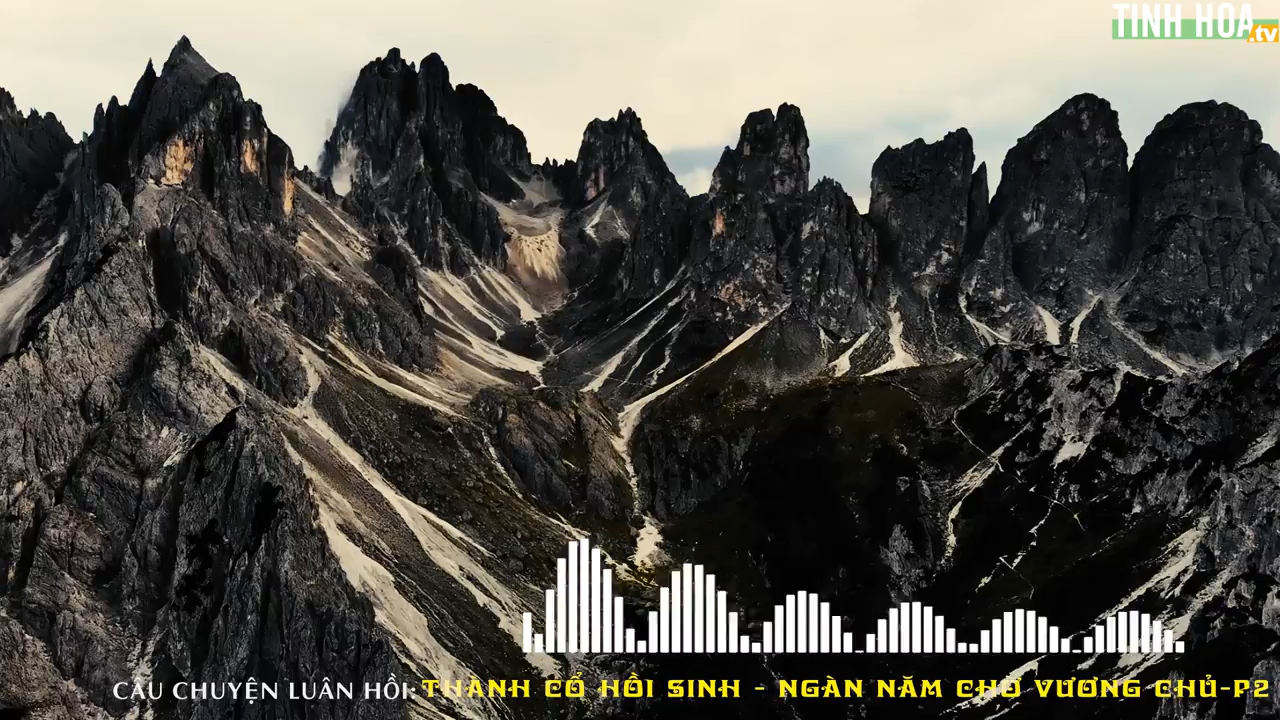 TINH HOA
.tv
CÂU CHUYỆN LUÂN HỒI: THÀNH CỔ HỒI SINH - NGÀN NĂM CHỜ VƯƠNG CHỦ-P2